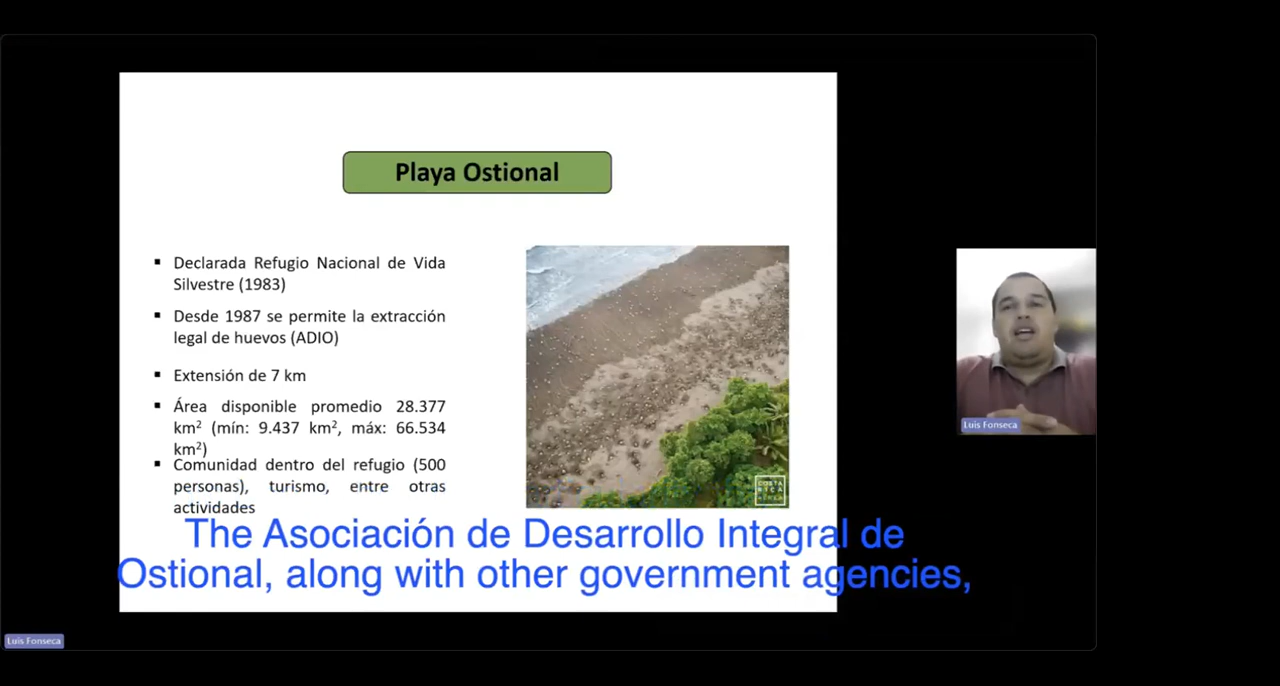 Playa Ostional
▪ Declarada Refugio Nacional de Vida
Silvestre (1983)
▪ Desde 1987 se permite la extracción
legal de huevos (ADIO)
▪ Extensión de 7 km
▪ Área disponible promedio 28.377
km² (mín: 9.437 km², máx: 66.534
km²)
▪ Comunidad dentro del refugio (500
personas), turismo, entre otras
actividades
COSTA
RICA
The Asociación de Desarrollo Integral de
Ostional, along with other government agencies,
Luis Fonseca
Luis Fonseca